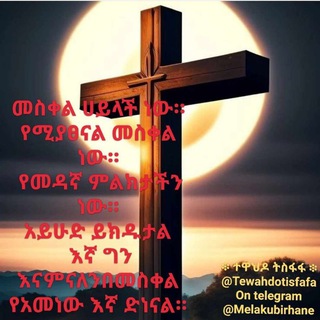 መስቀል ሀይላች ነው።
የሚያፀናል መስቀል
ነው።
የመዳኛ ምልክታችን
ነው።
አይሁድ ይክዱታል
እኛ ግን
እናምናለንበመስቀል
የአመነው እኛ ድነናል።
❉ ተዋህዶ ትስፋፋ ❉
@Tewahdotisfafa
On telegram
@Melakubirhane